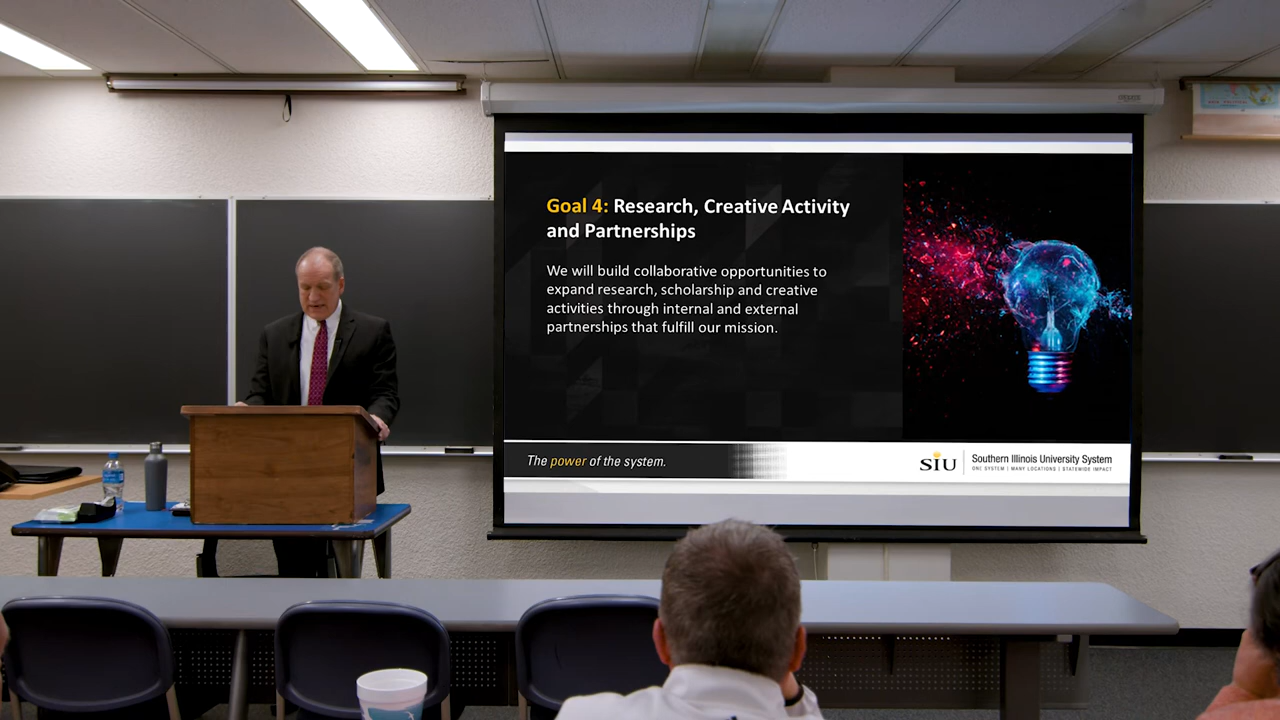 Goal 4: Research, Creative Activity
and Partnerships
We will build collaborative opportunities to
expand research, scholarship and creative
activities through internal and external
partnerships that fulfill our mission.
The power of the system.
SIU
Southern Illinois University System
ONE SYSTEM | MANY LOCATIONS | STATEWIDE IMPACT